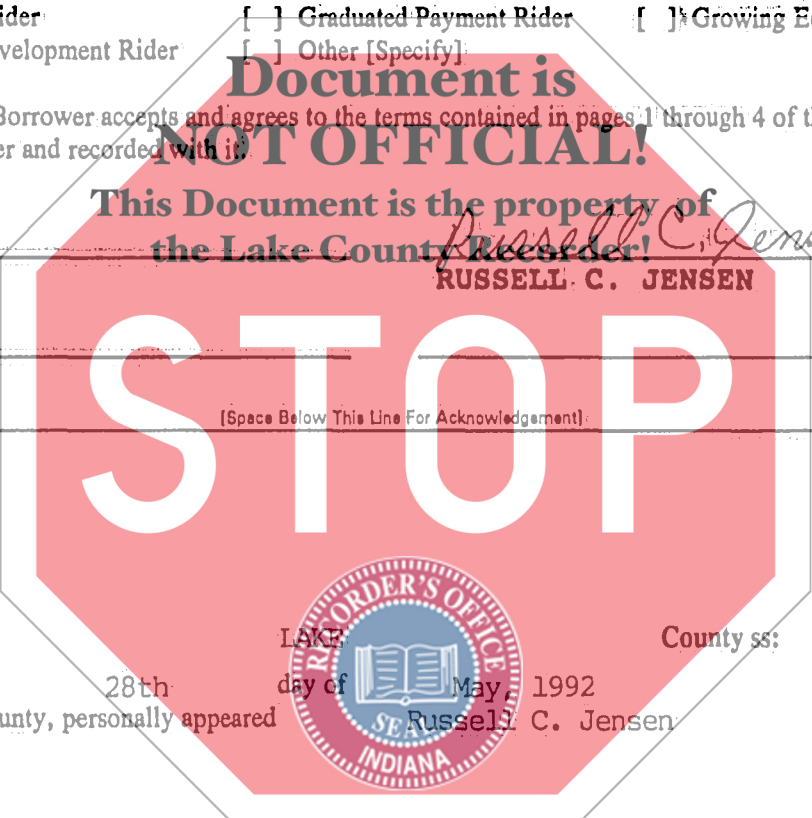 ider [ ] Graduated Payment Rider [ ] Growing E
velopment Rider [ ] Other [Specify]
Document is
Borrower accepts and agrees to the terms contained in pages 1 through 4 of t
NOT OFFICIAL!
er and recorded with it.
This Document is the property of
the Lake County Recorder!
Russell C. Jens
RUSSELL C. JENSEN
STOP
[Space Below This Line For Acknowledgement]
RECORDER'S OFFICE
SEAL
INDIANA
LAKE County ss:
28th day of May, 1992
unty, personally appeared Russell C. Jensen